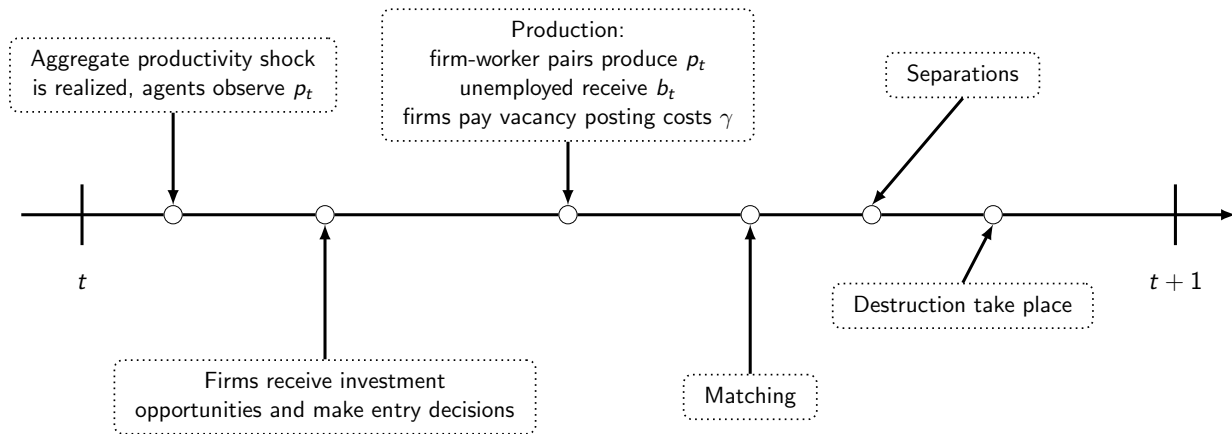 Aggregate productivity shock
is realized, agents observe p_t
Production:
firm-worker pairs produce p_t
unemployed receive b_t
firms pay vacancy posting costs γ
Separations
t
t + 1
Destruction take place
Firms receive investment
opportunities and make entry decisions
Matching